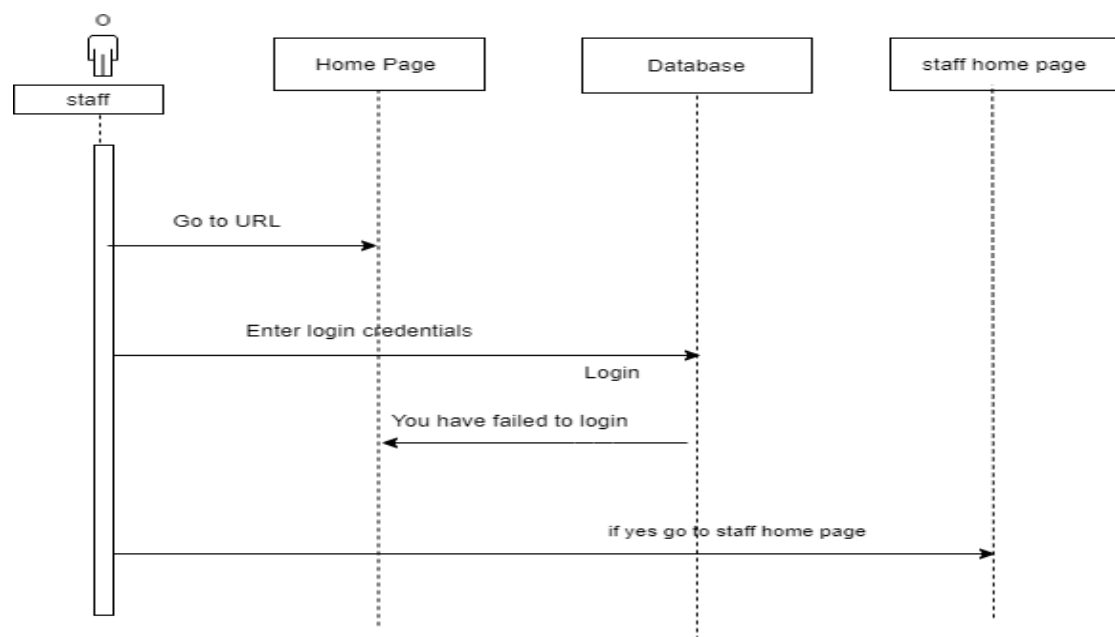 Home Page
Database
staff home page
staff
Go to URL
Enter login credentials
Login
You have failed to login
if yes go to staff home page